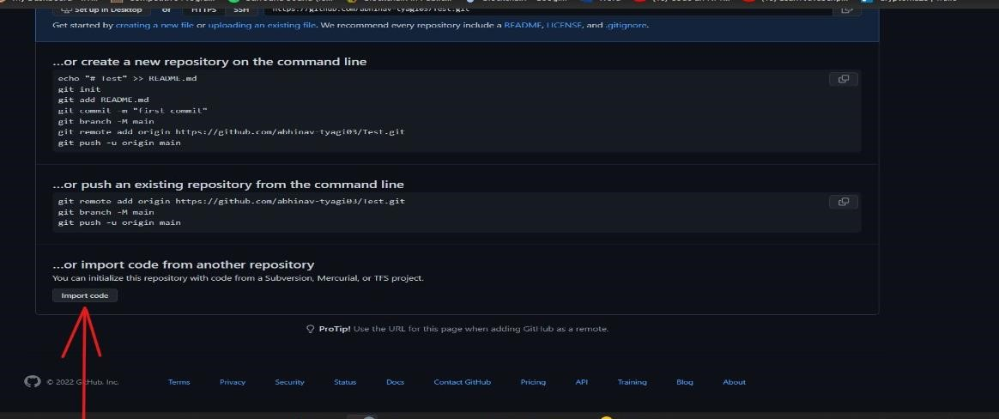 Set up in Desktop or HTTPS SSH https://github.com/abhinav-tyagi03/Test.git
Get started by creating a new file or uploading an existing file. We recommend every repository include a README, LICENSE, and .gitignore.
...or create a new repository on the command line
echo "# Test" >> README.md
git init
git add README.md
git commit -m "first commit"
git branch -M main
git remote add origin https://github.com/abhinav-tyagi03/Test.git
git push -u origin main
...or push an existing repository from the command line
git remote add origin https://github.com/abhinav-tyagi03/Test.git
git branch -M main
git push -u origin main
...or import code from another repository
You can initialize this repository with code from a Subversion, Mercurial, or TFS project.
Import code
ProTip! Use the URL for this page when adding GitHub as a remote.
© 2022 GitHub, Inc. Terms Privacy Security Status Docs Contact GitHub Pricing API Training Blog About